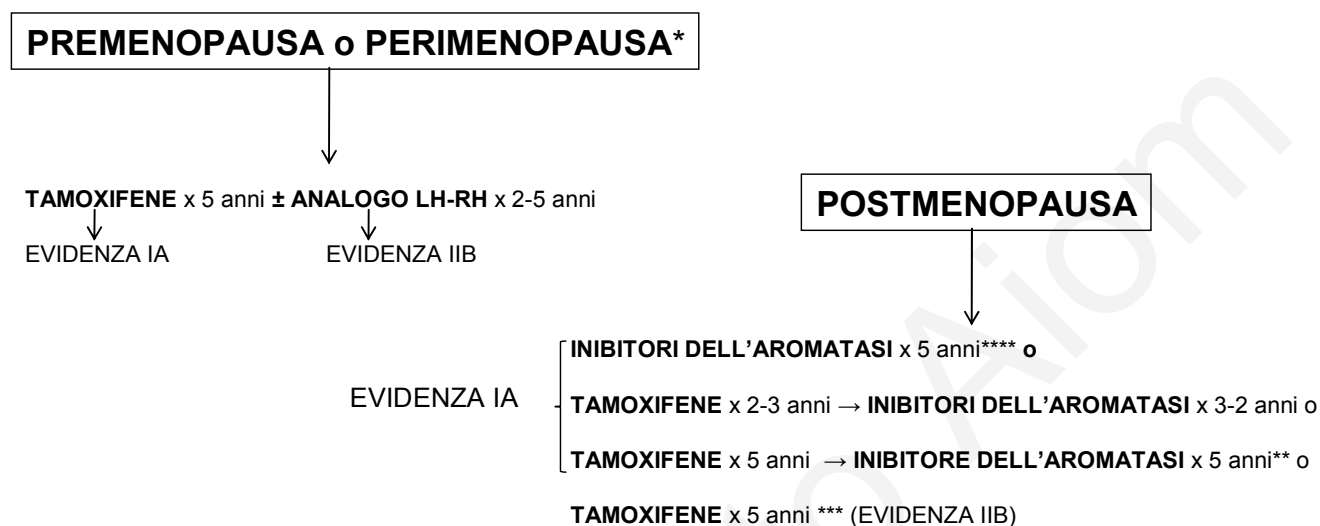 PREMENOPAUSA o PERIMENOPAUSA*
TAMOXIFENE x 5 anni ± ANALOGO LH-RH x 2-5 anni
EVIDENZA IA EVIDENZA IIB
POSTMENOPAUSA
INIBITORI DELL'AROMATASI x 5 anni**** o
EVIDENZA IA
TAMOXIFENE x 2-3 anni → INIBITORI DELL'AROMATASI x 3-2 anni o
TAMOXIFENE x 5 anni → INIBITORE DELL'AROMATASI x 5 anni** o
TAMOXIFENE x 5 anni *** (EVIDENZA IIB)
Aiom